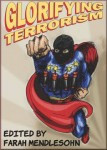 GLORIFYING
TERRORISM
EDITED BY
FARAH MENDLESOHN